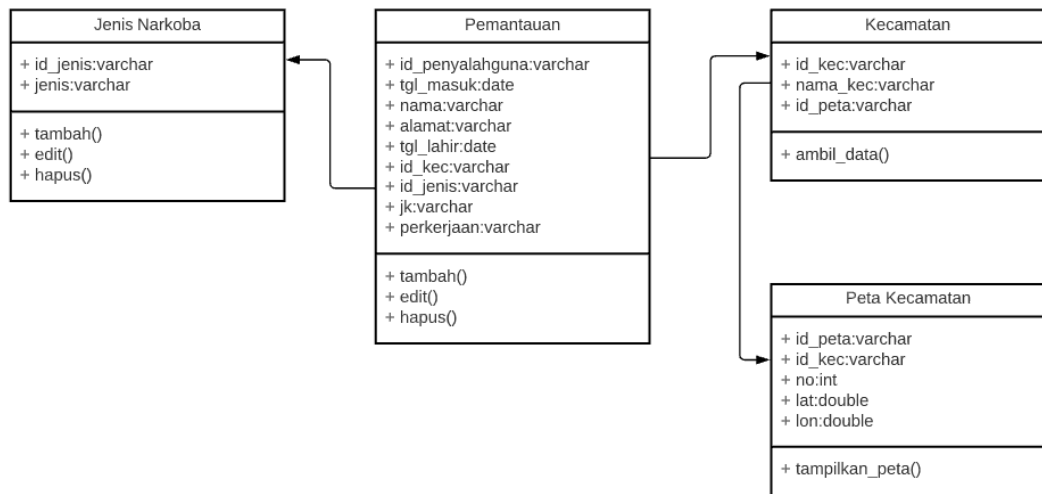 Jenis Narkoba
+ id_jenis:varchar
+ jenis:varchar
+ tambah()
+ edit()
+ hapus()
Pemantauan
+ id_penyalahguna:varchar
+ tgl_masuk:date
+ nama:varchar
+ alamat:varchar
+ tgl_lahir:date
+ id_kec:varchar
+ id_jenis:varchar
+ jk:varchar
+ perkerjaan:varchar
+ tambah()
+ edit()
+ hapus()
Kecamatan
+ id_kec:varchar
+ nama_kec:varchar
+ id_peta:varchar
+ ambil_data()
Peta Kecamatan
+ id_peta:varchar
+ id_kec:varchar
+ no:int
+ lat:double
+ lon:double
+ tampilkan_peta()